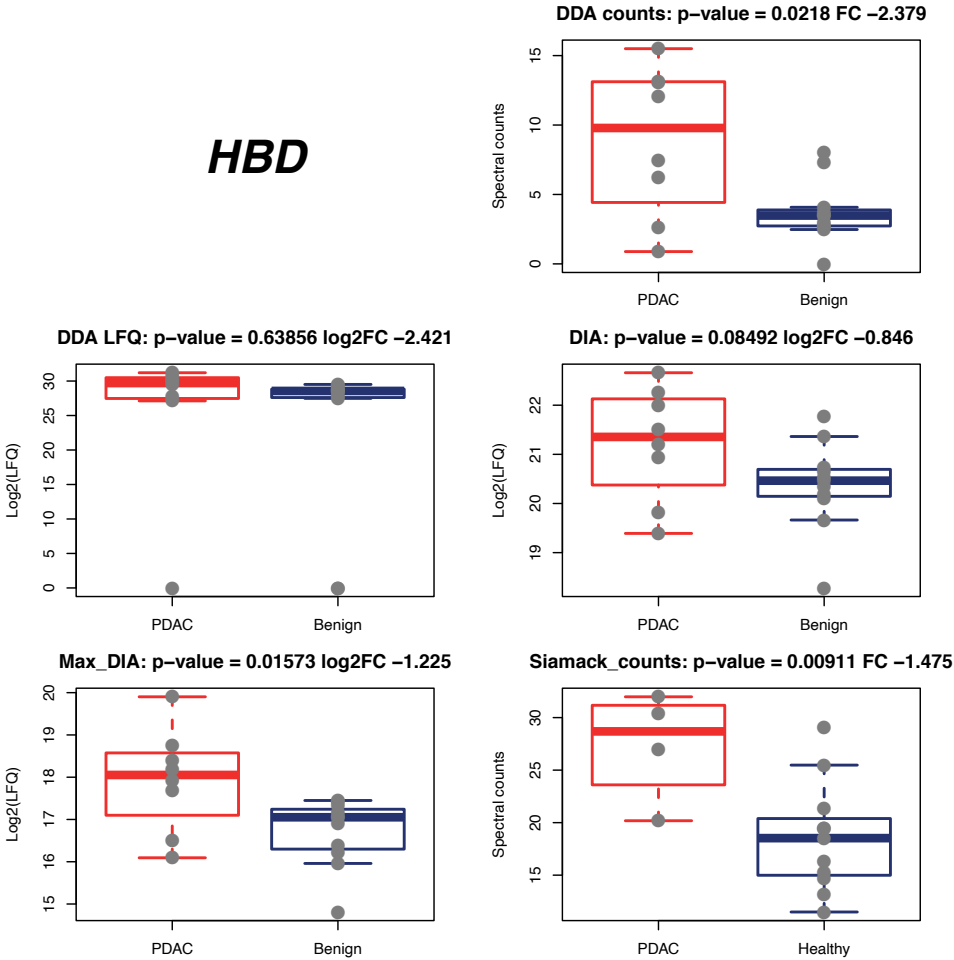 HBD
DDA counts: p−value = 0.0218 FC −2.379
Spectral counts
15
10
5
0
PDAC Benign
DDA LFQ: p−value = 0.63856 log2FC −2.421
Log2(LFQ)
30
25
20
15
10
5
0
PDAC Benign
DIA: p−value = 0.08492 log2FC −0.846
Log2(LFQ)
22
21
20
19
PDAC Benign
Max_DIA: p−value = 0.01573 log2FC −1.225
Log2(LFQ)
20
19
18
17
16
15
PDAC Benign
Siamack_counts: p−value = 0.00911 FC −1.475
Spectral counts
30
25
20
15
PDAC Healthy